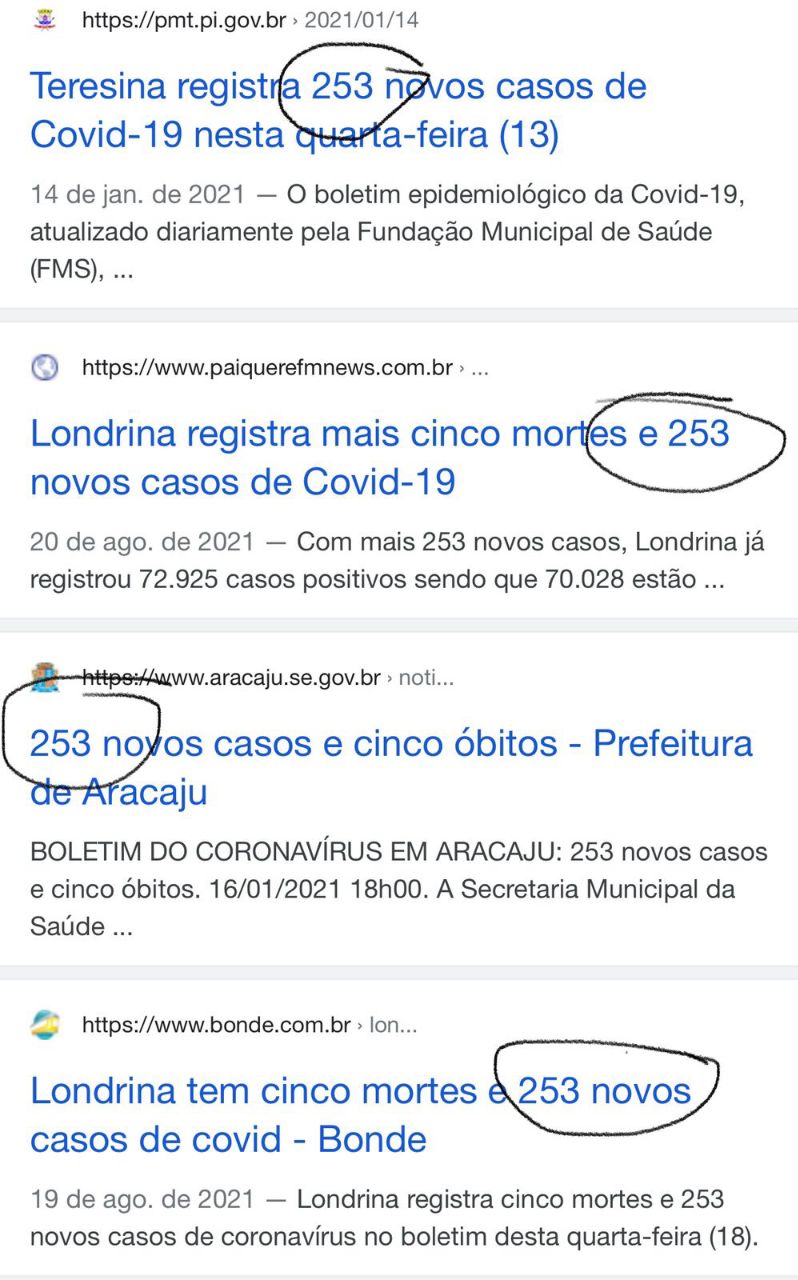 https://pmt.pi.gov.br › 2021/01/14
Teresina registra 253 novos casos de
Covid-19 nesta quarta-feira (13)
14 de jan. de 2021 — O boletim epidemiológico da Covid-19,
atualizado diariamente pela Fundação Municipal de Saúde
(FMS), ...
https://www.paiquerefmnews.com.br › ...
Londrina registra mais cinco mortes e 253
novos casos de Covid-19
20 de ago. de 2021 — Com mais 253 novos casos, Londrina já
registrou 72.925 casos positivos sendo que 70.028 estão ...
https://www.aracaju.se.gov.br › noti...
253 novos casos e cinco óbitos - Prefeitura
de Aracaju
BOLETIM DO CORONAVÍRUS EM ARACAJU: 253 novos casos
e cinco óbitos. 16/01/2021 18h00. A Secretaria Municipal da
Saúde ...
https://www.bonde.com.br › lon...
Londrina tem cinco mortes e 253 novos
casos de covid - Bonde
19 de ago. de 2021 — Londrina registra cinco mortes e 253
novos casos de coronavírus no boletim desta quarta-feira (18).